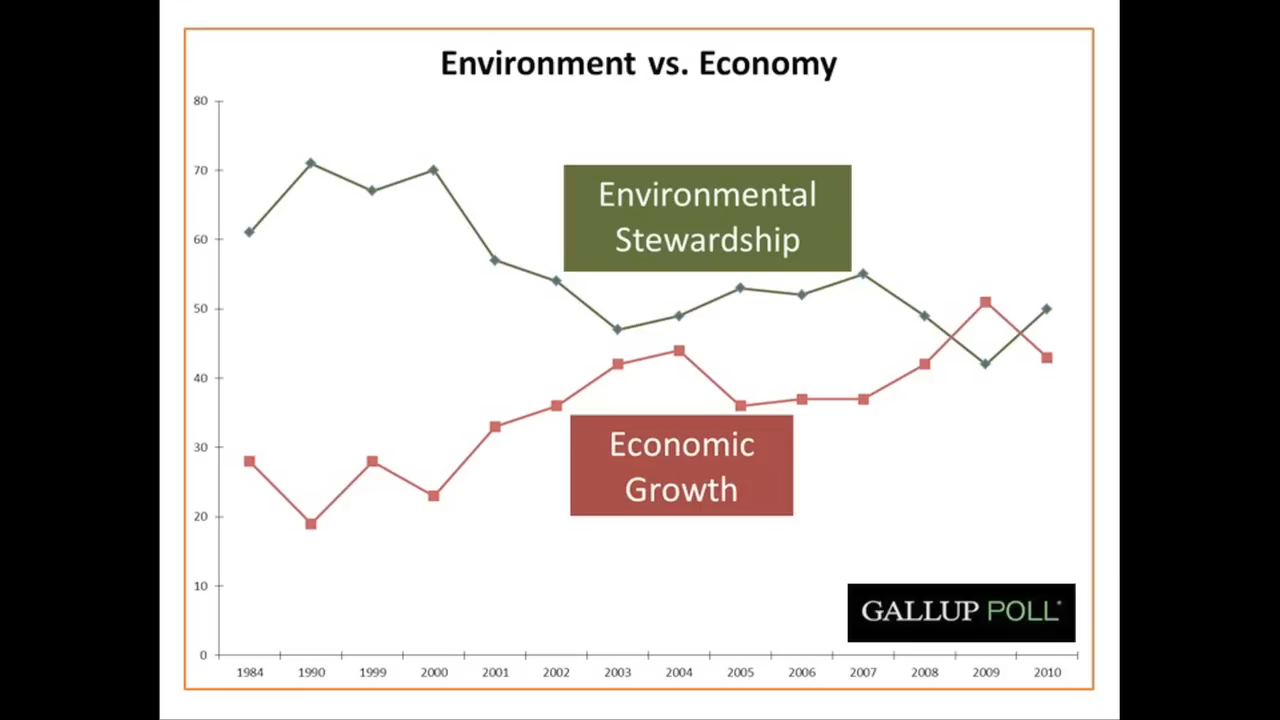 Environment vs. Economy
80
70
60
50
40
30
20
10
0
Environmental
Stewardship
Economic
Growth
GALLUP POLL®
1984 1990 1999 2000 2001 2002 2003 2004 2005 2006 2007 2008 2009 2010